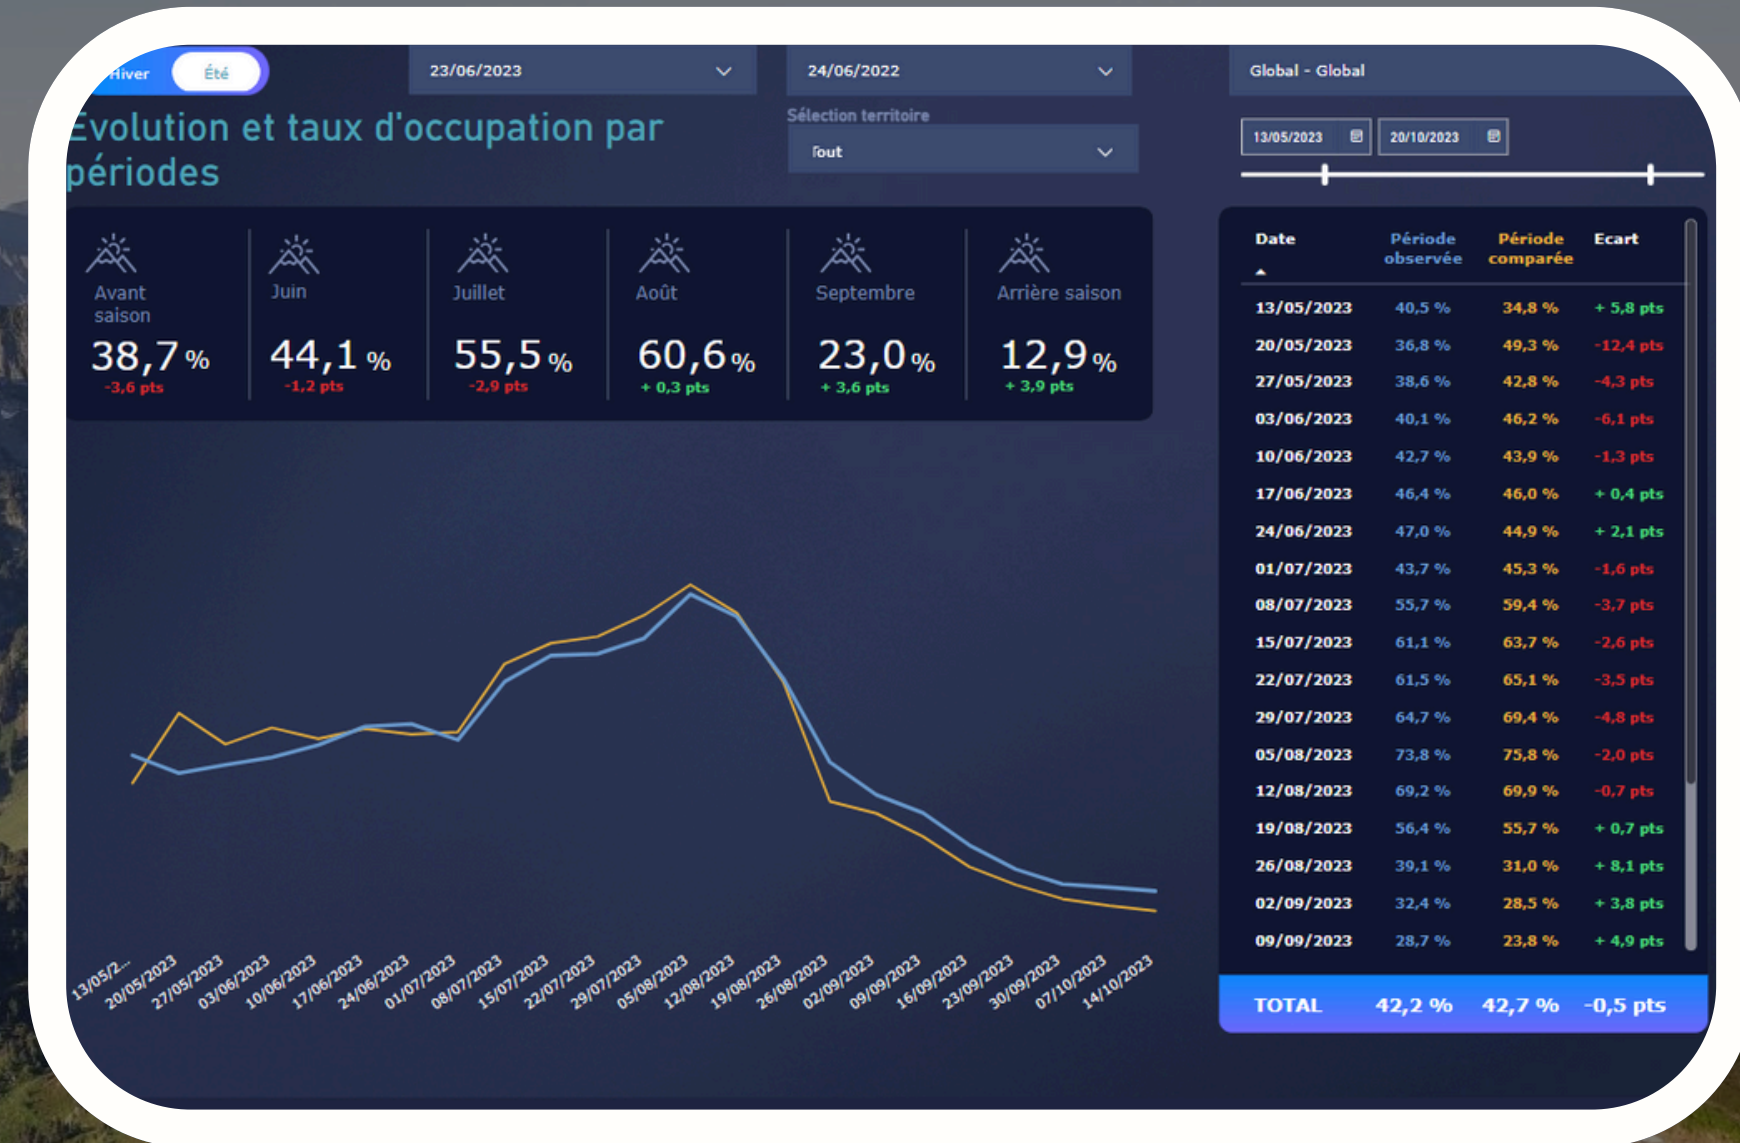 Hiver
Été
23/06/2023
24/06/2022
Global - Global
Evolution et taux d'occupation par
périodes
Sélection territoire
Tout
13/05/2023
20/10/2023
Avant
saison
38,7 %
-3,6 pts
Juin
44,1 %
-1,2 pts
Juillet
55,5 %
-2,9 pts
Août
60,6 %
+ 0,3 pts
Septembre
23,0 %
+ 3,6 pts
Arrière saison
12,9 %
+ 3,9 pts
13/05/2...
20/05/2023
27/05/2023
03/06/2023
10/06/2023
17/06/2023
24/06/2023
01/07/2023
08/07/2023
15/07/2023
22/07/2023
29/07/2023
05/08/2023
12/08/2023
19/08/2023
26/08/2023
02/09/2023
09/09/2023
16/09/2023
23/09/2023
30/09/2023
07/10/2023
14/10/2023
Date Période observée Période comparée Ecart
13/05/2023 40,5 % 34,8 % + 5,8 pts
20/05/2023 36,8 % 49,3 % -12,4 pts
27/05/2023 38,6 % 42,8 % -4,3 pts
03/06/2023 40,1 % 46,2 % -6,1 pts
10/06/2023 42,7 % 43,9 % -1,3 pts
17/06/2023 46,4 % 46,0 % + 0,4 pts
24/06/2023 47,0 % 44,9 % + 2,1 pts
01/07/2023 43,7 % 45,3 % -1,6 pts
08/07/2023 55,7 % 59,4 % -3,7 pts
15/07/2023 61,1 % 63,7 % -2,6 pts
22/07/2023 61,5 % 65,1 % -3,5 pts
29/07/2023 64,7 % 69,4 % -4,8 pts
05/08/2023 73,8 % 75,8 % -2,0 pts
12/08/2023 69,2 % 69,9 % -0,7 pts
19/08/2023 56,4 % 55,7 % + 0,7 pts
26/08/2023 39,1 % 31,0 % + 8,1 pts
02/09/2023 32,4 % 28,5 % + 3,8 pts
09/09/2023 28,7 % 23,8 % + 4,9 pts
TOTAL 42,2 % 42,7 % -0,5 pts